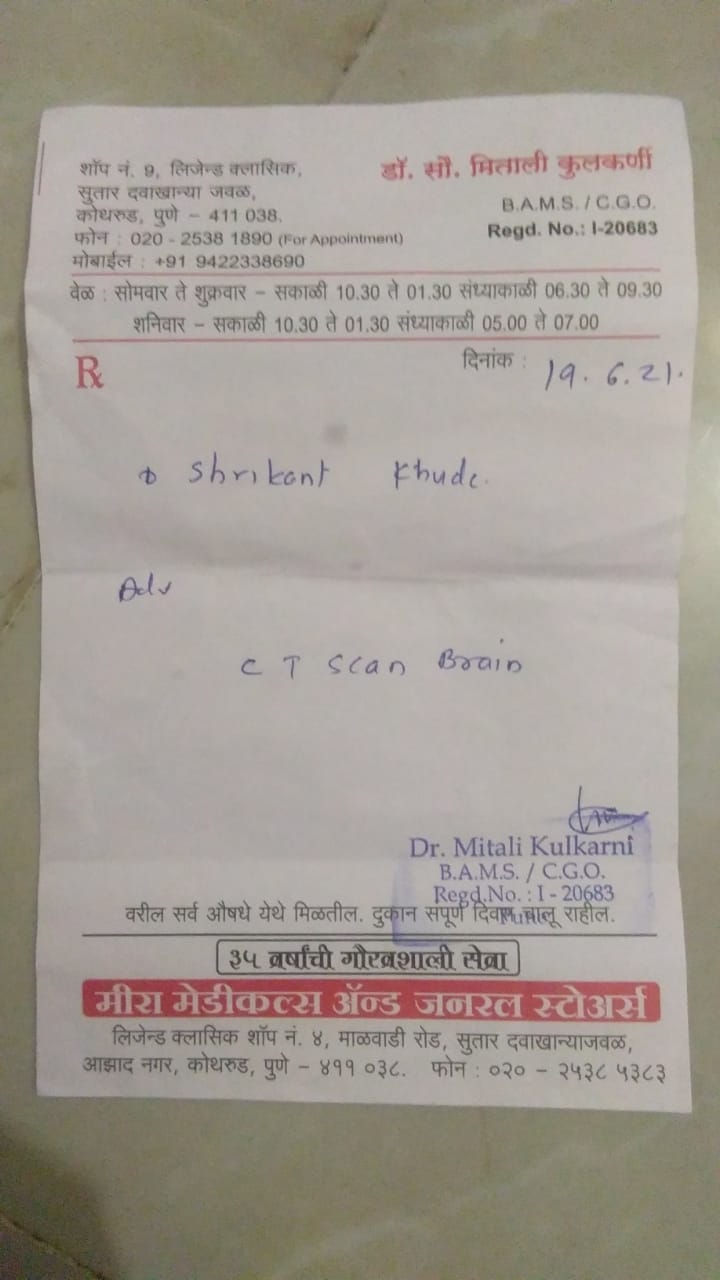 शॉप नं. 9, लिजेन्ड क्लासिक,
सुतार दवाखान्या जवळ,
कोथरुड, पुणे – 411 038.
फोन : 020 - 2538 1890 (For Appointment)
मोबाईल : +91 9422338690
डॉ. सौ. मिताली कुलकर्णी
B.A.M.S. / C.G.O.
Regd. No.: I-20683
वेळ : सोमवार ते शुक्रवार – सकाळी 10.30 ते 01.30 संध्याकाळी 06.30 ते 09.30
शनिवार – सकाळी 10.30 ते 01.30 संध्याकाळी 05.00 ते 07.00
℞
दिनांक : 19. 6. 21.
Shrikant Khude.
Adv
C T Scan Brain
Dr. Mitali Kulkarni
B.A.M.S. / C.G.O.
Regd.No. : I - 20683
Pune
वरील सर्व औषधे येथे मिळतील. दुकान संपूर्ण दिवस चालू राहील.
३५ वर्षांची गौरवशाली सेवा
मीरा मेडीकल्स ॲन्ड जनरल स्टोअर्स
लिजेन्ड क्लासिक शॉप नं. ४, माळवाडी रोड, सुतार दवाखान्याजवळ,
आझाद नगर, कोथरुड, पुणे – ४११ ०३८. फोन : ०२० – २५३८ ५३८३